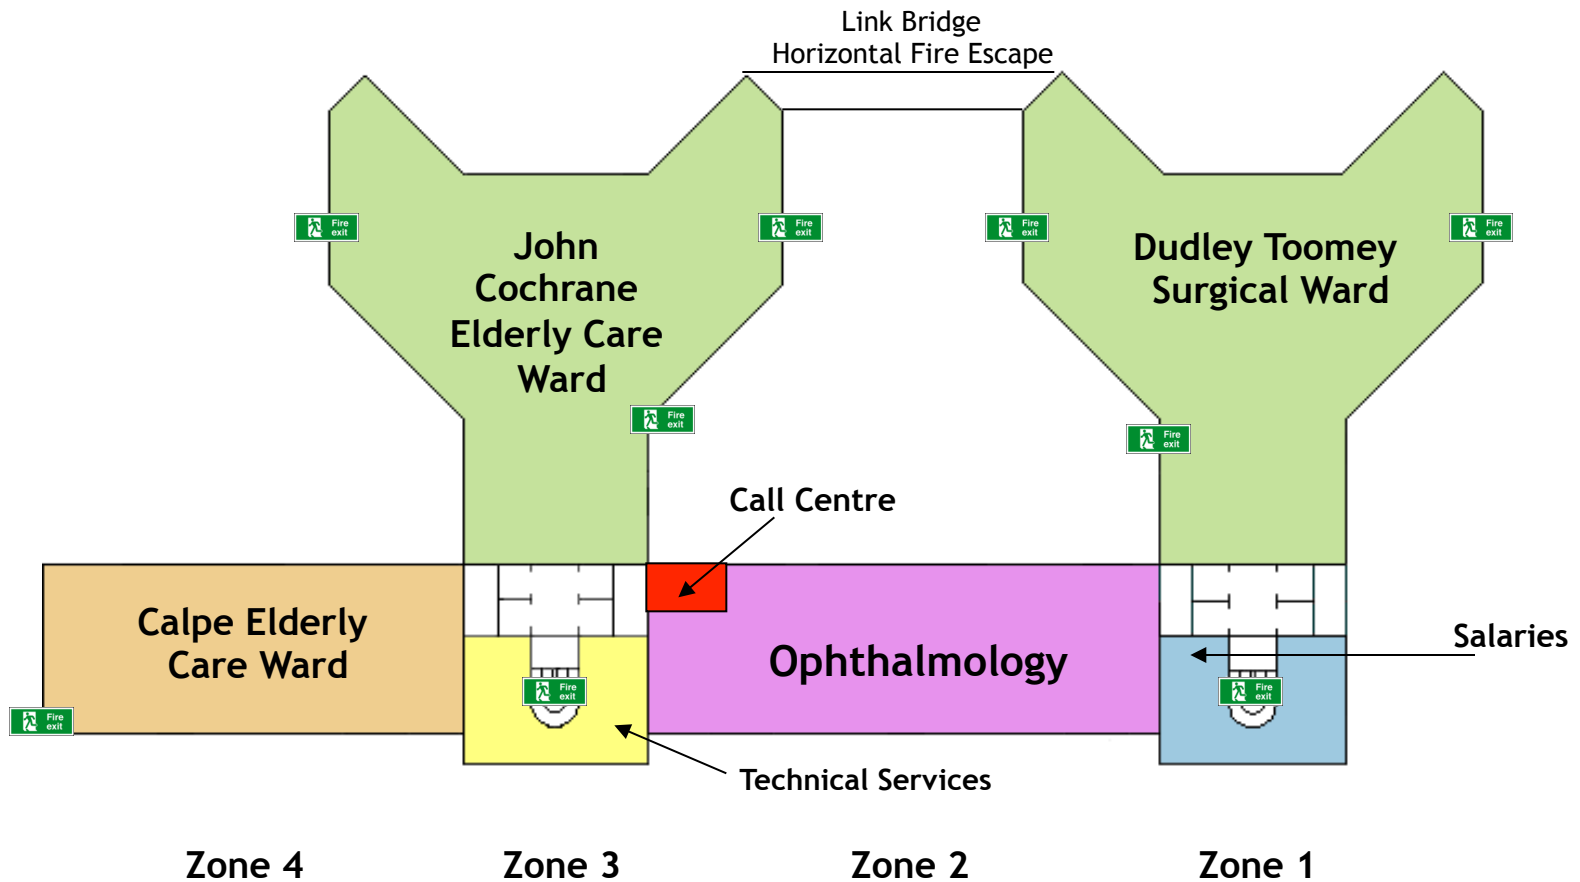 Link Bridge
Horizontal Fire Escape
Fire
exit
Fire
exit
Fire
exit
Fire
exit
John
Cochrane
Elderly Care
Ward
Dudley Toomey
Surgical Ward
Fire
exit
Fire
exit
Call Centre
Calpe Elderly
Care Ward
Ophthalmology
Salaries
Fire
exit
Fire
exit
Fire
exit
Technical Services
Zone 4
Zone 3
Zone 2
Zone 1